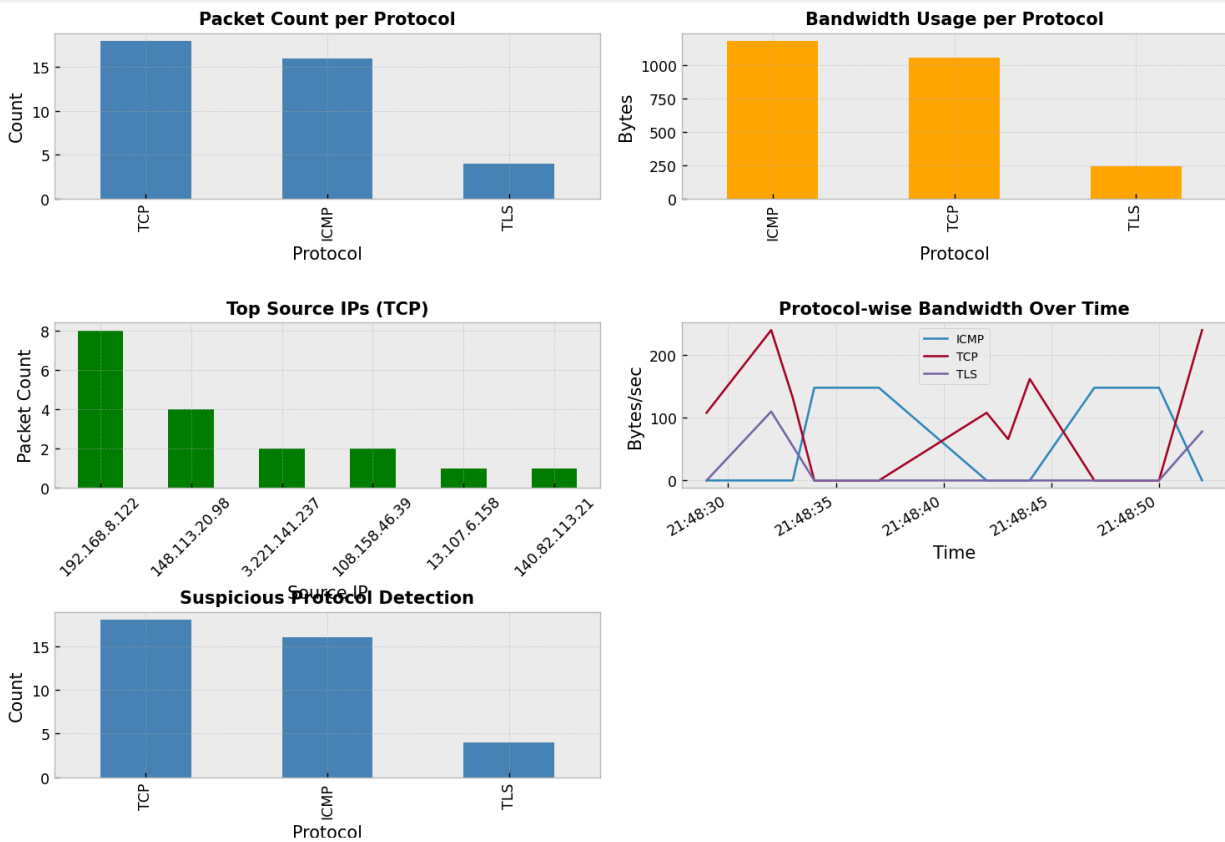 Packet Count per Protocol
Count
15
10
5
0
TCP
ICMP
TLS
Protocol
Bandwidth Usage per Protocol
Bytes
1000
750
500
250
0
ICMP
TCP
TLS
Protocol
Top Source IPs (TCP)
Packet Count
8
6
4
2
0
192.168.8.122
148.113.20.98
3.221.141.237
108.158.46.39
13.107.6.158
140.82.113.21
Source IP
Protocol-wise Bandwidth Over Time
Bytes/sec
200
100
0
ICMP
TCP
TLS
21:48:30
21:48:35
21:48:40
21:48:45
21:48:50
Time
Suspicious Protocol Detection
Count
15
10
5
0
TCP
ICMP
TLS
Protocol